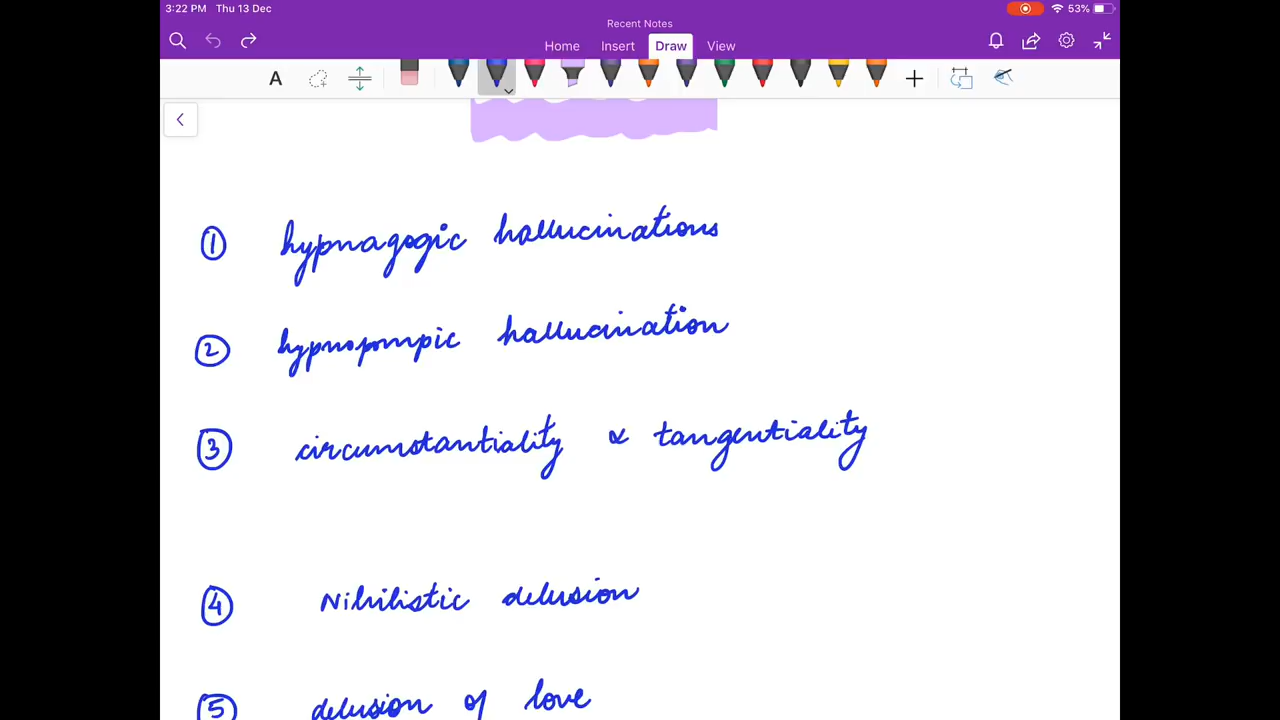 3:22 PM Thu 13 Dec 53%
Recent Notes
Home Insert Draw View
A
1 hypnagogic hallucinations
2 hypnopompic hallucination
3 circumstantiality & tangentiality
4 Nihilistic delusion
5 delusion of love